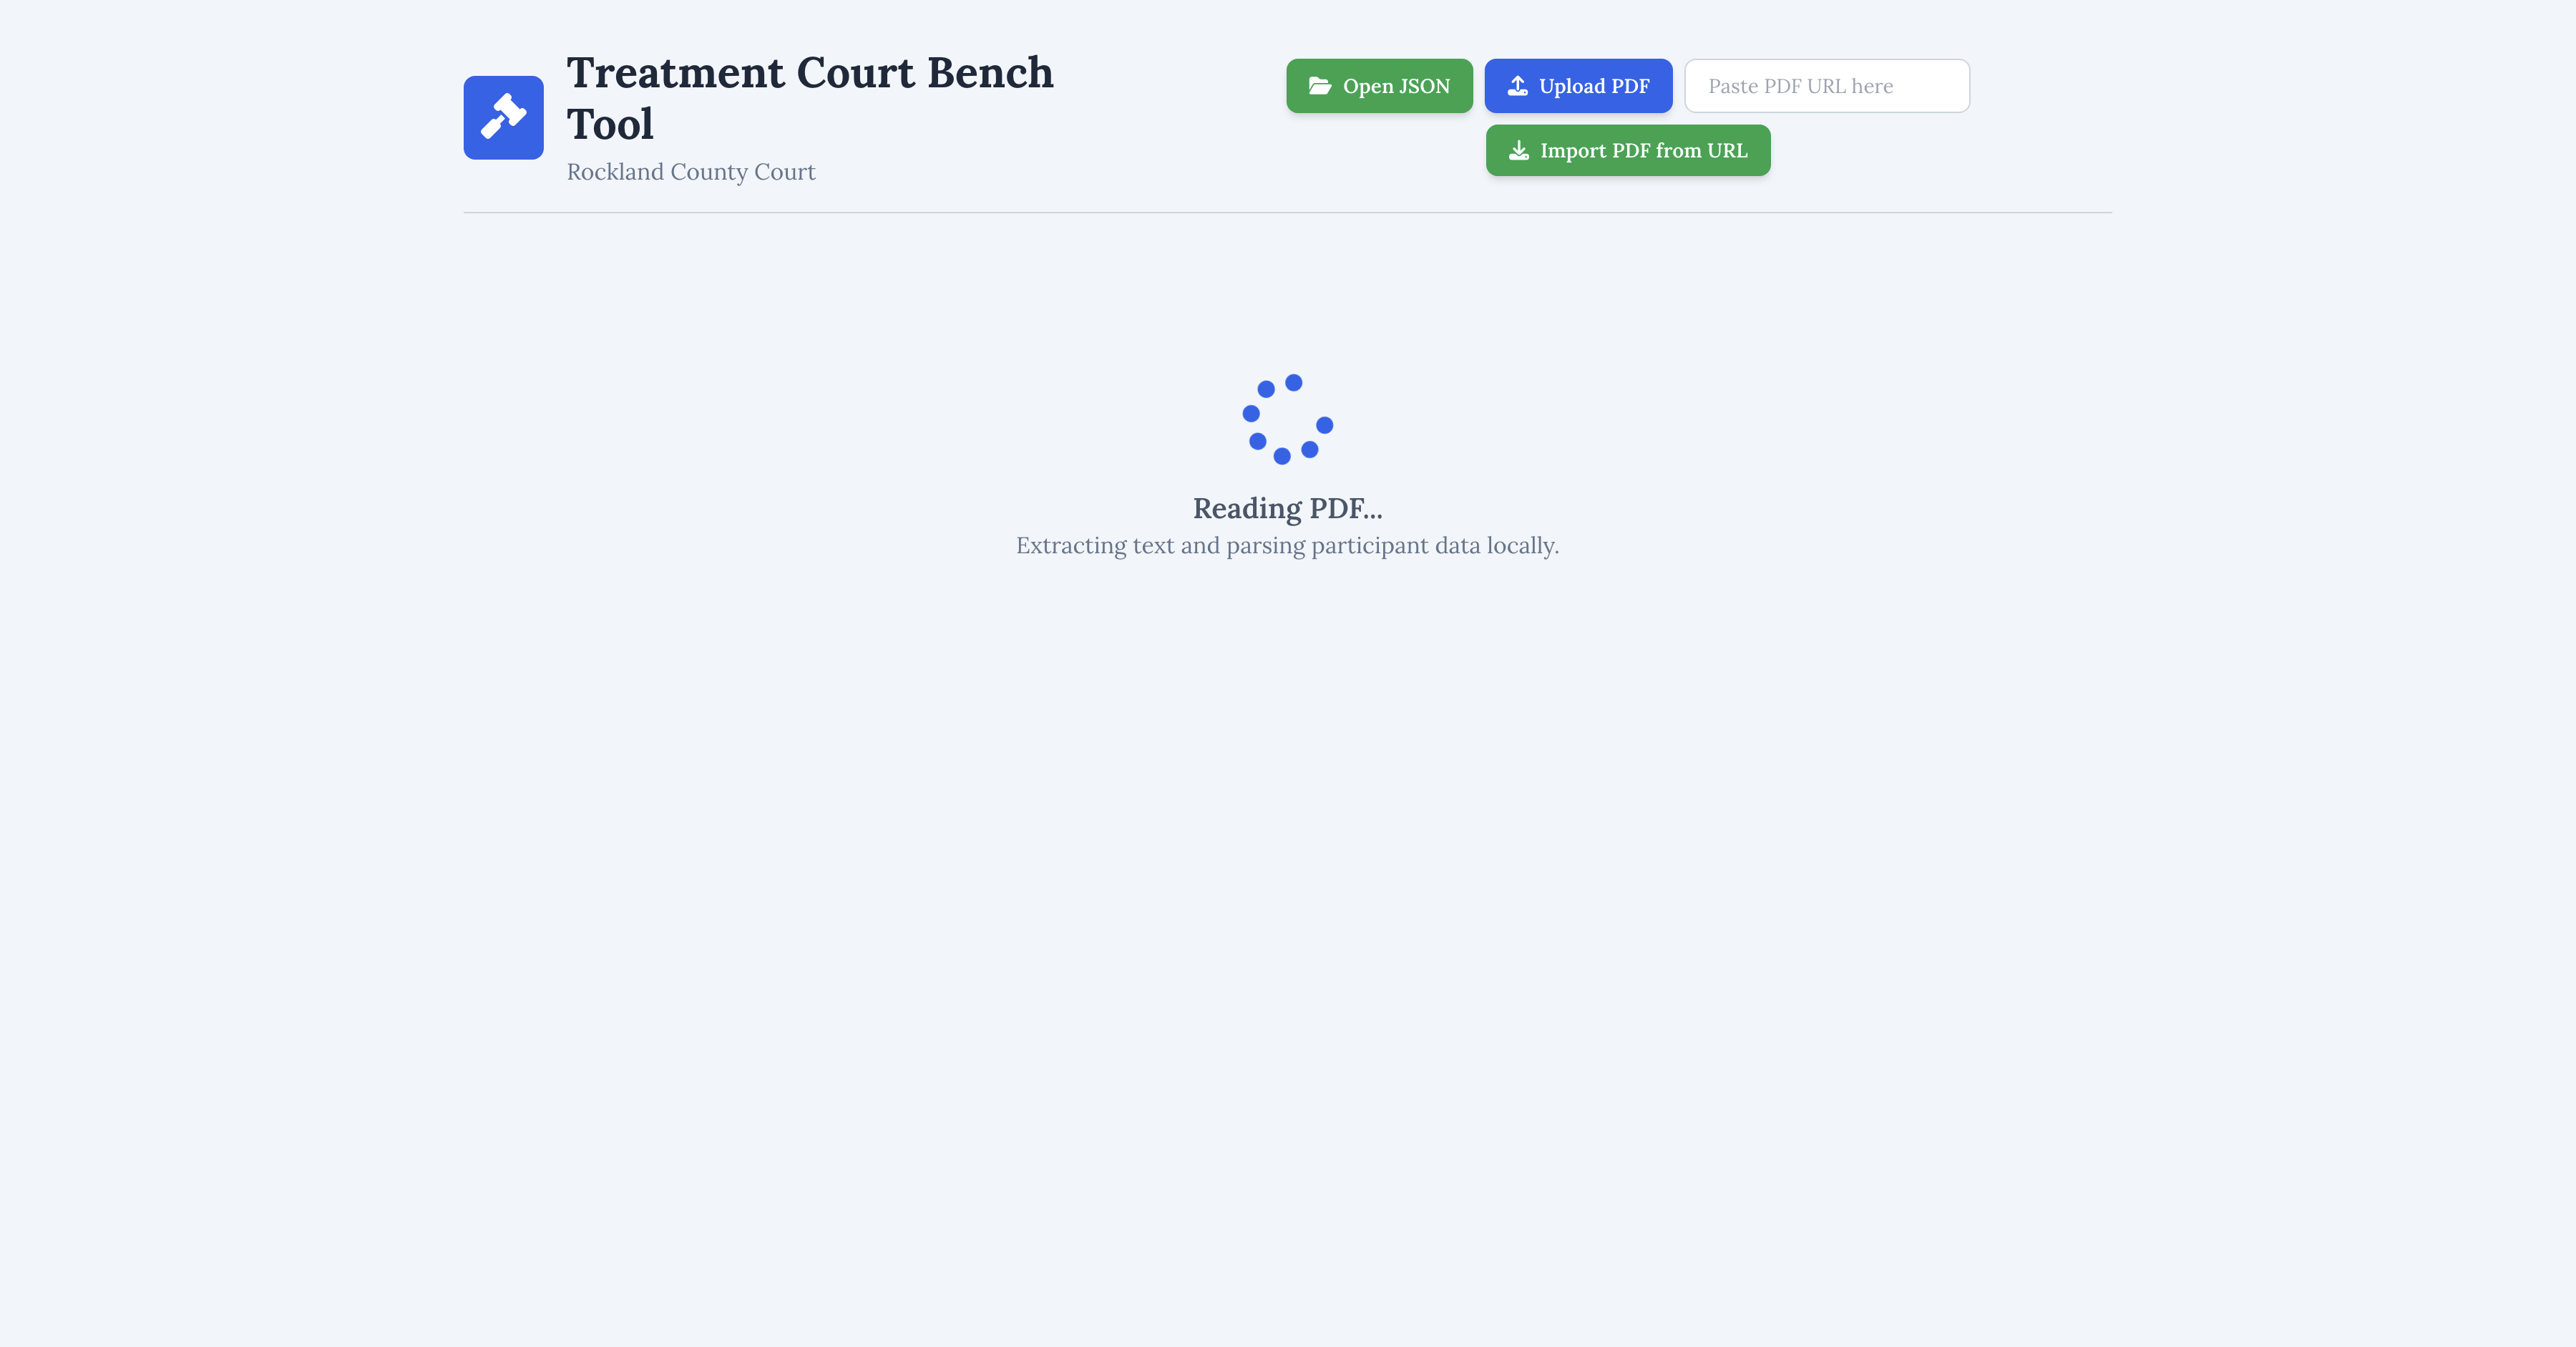 Treatment Court Bench
Tool
Rockland County Court
Open JSON
Upload PDF
Paste PDF URL here
Import PDF from URL
Reading PDF...
Extracting text and parsing participant data locally.